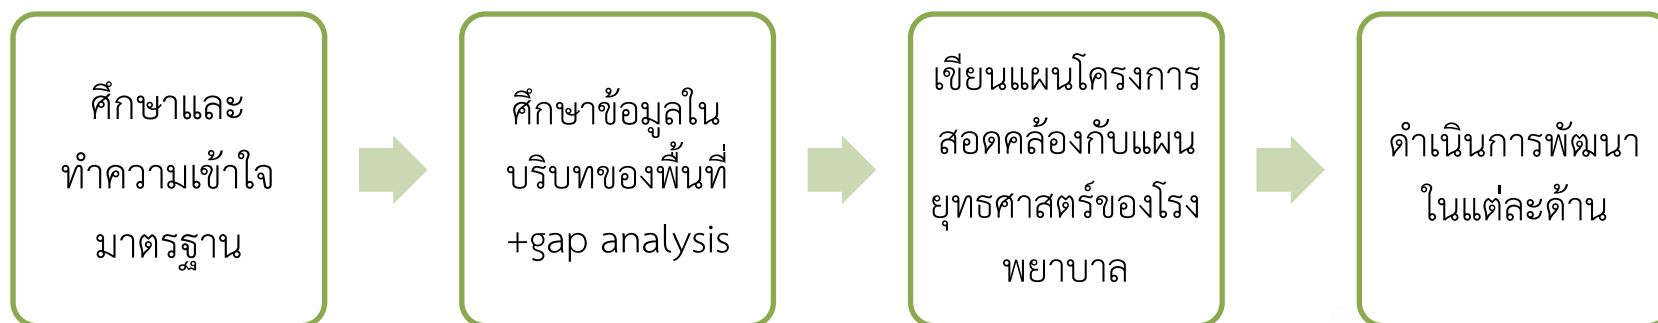 ศึกษาและ
ทำความเข้าใจ
มาตรฐาน
ศึกษาข้อมูลใน
บริบทของพื้นที่
+gap analysis
เขียนแผนโครงการ
สอดคล้องกับแผน
ยุทธศาสตร์ของโรง
พยาบาล
ดำเนินการพัฒนา
ในแต่ละด้าน